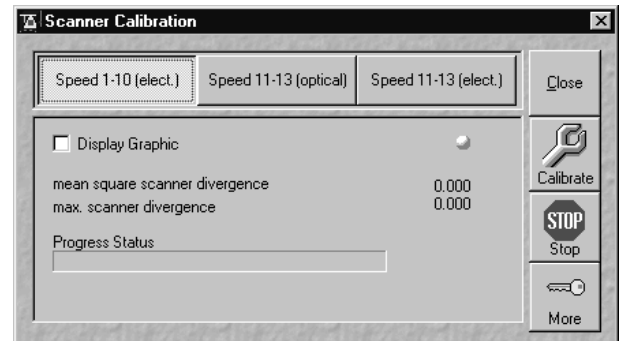 Scanner Calibration
Speed 1-10 (elect.) Speed 11-13 (optical) Speed 11-13 (elect.) Close
Display Graphic
Calibrate
mean square scanner divergence 0.000
max. scanner divergence 0.000
STOP
Stop
Progress Status
More